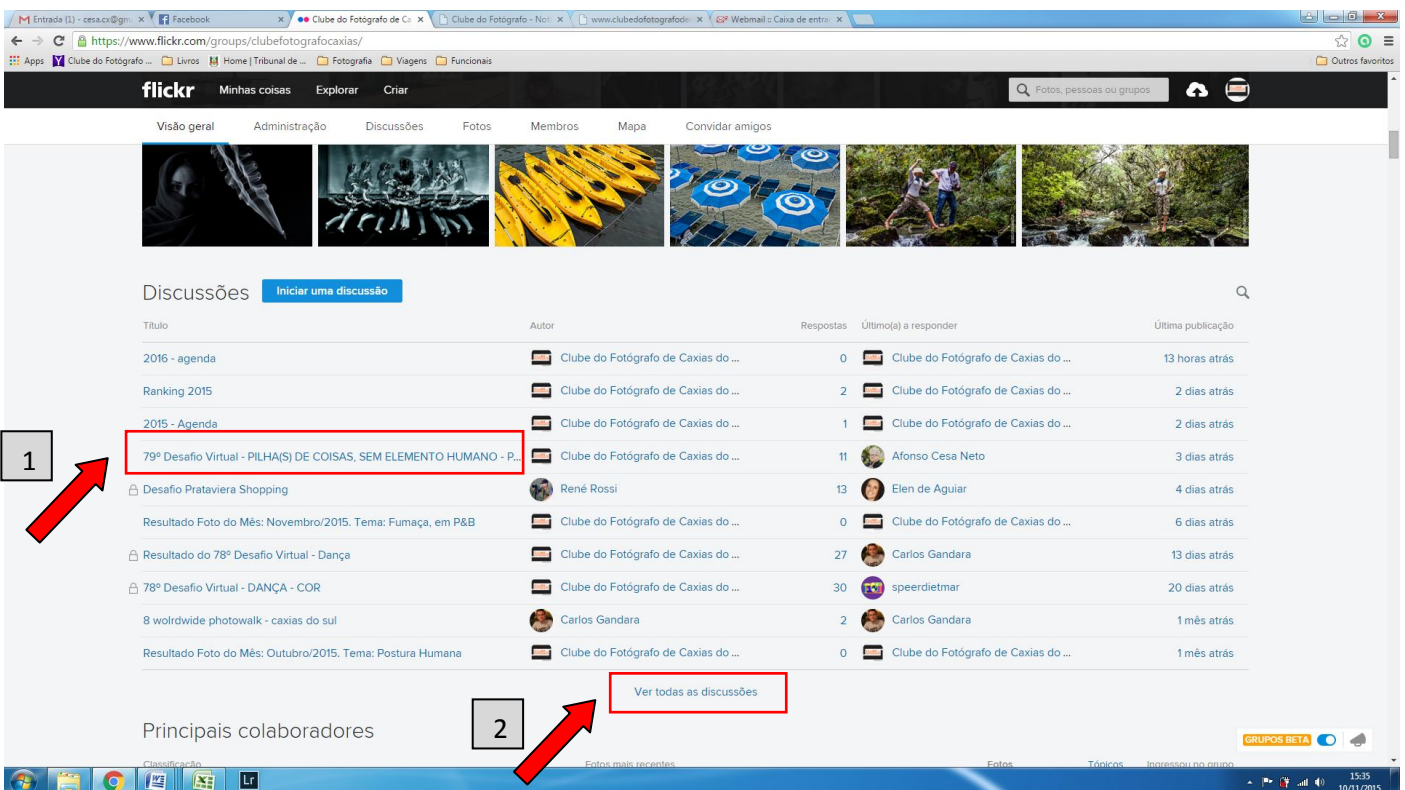 Entrada (1) - cesa.cx@gm
Facebook
Clube do Fotógrafo de Ca
Clube do Fotógrafo - Not
www.clubedofotografode
Webmail :: Caixa de entra
https://www.flickr.com/groups/clubefotografocaxias/
Apps Clube do Fotógrafo ... Livros Home | Tribunal de ... Fotografia Viagens Funcionais Outros favoritos
flickr Minhas coisas Explorar Criar Fotos, pessoas ou grupos
Visão geral Administração Discussões Fotos Membros Mapa Convidar amigos
Discussões Iniciar uma discussão
Título Autor Respostas Último(a) a responder Última publicação
2016 - agenda Clube do Fotógrafo de Caxias do ... 0 Clube do Fotógrafo de Caxias do ... 13 horas atrás
Ranking 2015 Clube do Fotógrafo de Caxias do ... 2 Clube do Fotógrafo de Caxias do ... 2 dias atrás
2015 - Agenda Clube do Fotógrafo de Caxias do ... 1 Clube do Fotógrafo de Caxias do ... 2 dias atrás
1
79º Desafio Virtual - PILHA(S) DE COISAS, SEM ELEMENTO HUMANO - P... Clube do Fotógrafo de Caxias do ... 11 Afonso Cesa Neto 3 dias atrás
Desafio Prataviera Shopping René Rossi 13 Elen de Aguiar 4 dias atrás
Resultado Foto do Mês: Novembro/2015. Tema: Fumaça, em P&B Clube do Fotógrafo de Caxias do ... 0 Clube do Fotógrafo de Caxias do ... 6 dias atrás
Resultado do 78º Desafio Virtual - Dança Clube do Fotógrafo de Caxias do ... 27 Carlos Gandara 13 dias atrás
78º Desafio Virtual - DANÇA - COR Clube do Fotógrafo de Caxias do ... 30 speerdietmar 20 dias atrás
8 wolrdwide photowalk - caxias do sul Carlos Gandara 2 Carlos Gandara 1 mês atrás
Resultado Foto do Mês: Outubro/2015. Tema: Postura Humana Clube do Fotógrafo de Caxias do ... 0 Clube do Fotógrafo de Caxias do ... 1 mês atrás
Ver todas as discussões
2
Principais colaboradores
GRUPOS BETA
Classificação Fotos mais recentes Fotos Tópicos Ingressou no grupo
Lr
15:35
10/11/2015